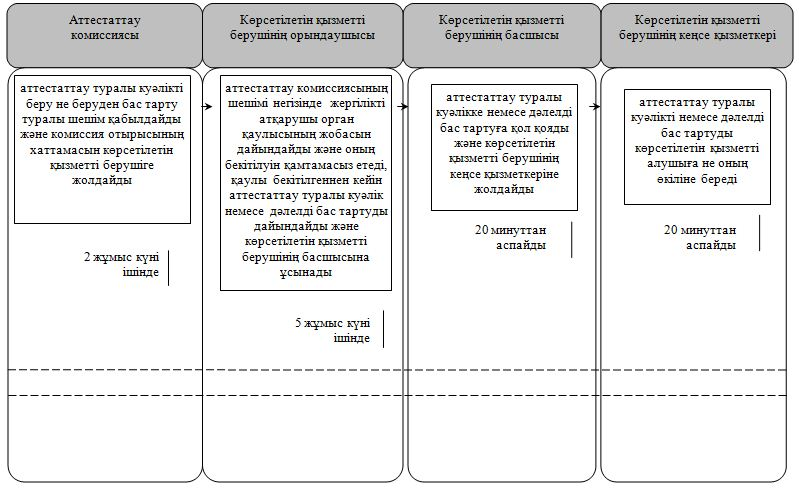 Аттестаттау
комиссиясы
Көрсетілетін қызметті
берушінің орындаушысы
Көрсетілетін қызметті
берушінің басшысы
Көрсетілетін қызметті
берушінің кеңсе қызметкері
аттестаттау туралы куәлікті
беру не беруден бас тарту
туралы шешім қабылдайды
және комиссия отырысының
хаттамасын көрсетілетін
қызметті берушіге
жолдайды
2 жұмыс күні
ішінде
аттестаттау комиссиясының
шешімі негізінде жергілікті
атқарушы орган
қаулысының жобасын
дайындайды және оның
бекітілуін қамтамасыз етеді,
қаулы бекітілгеннен кейін
аттестаттау туралы куәлік
немесе дәлелді бас тартуды
дайындайды және
көрсетілетін қызметті
берушінің басшысына
ұсынады
5 жұмыс күні
ішінде
аттестаттау туралы
куәлікке немесе дәлелді
бас тартуға қол қояды
және көрсетілетін
қызметті берушінің
кеңсе қызметкеріне
жолдайды
20 минуттан
аспайды
аттестаттау туралы
куәлікті немесе дәлелді
бас тартуды
көрсетілетін қызметті
алушыға не оның
өкіліне береді
20 минуттан
аспайды